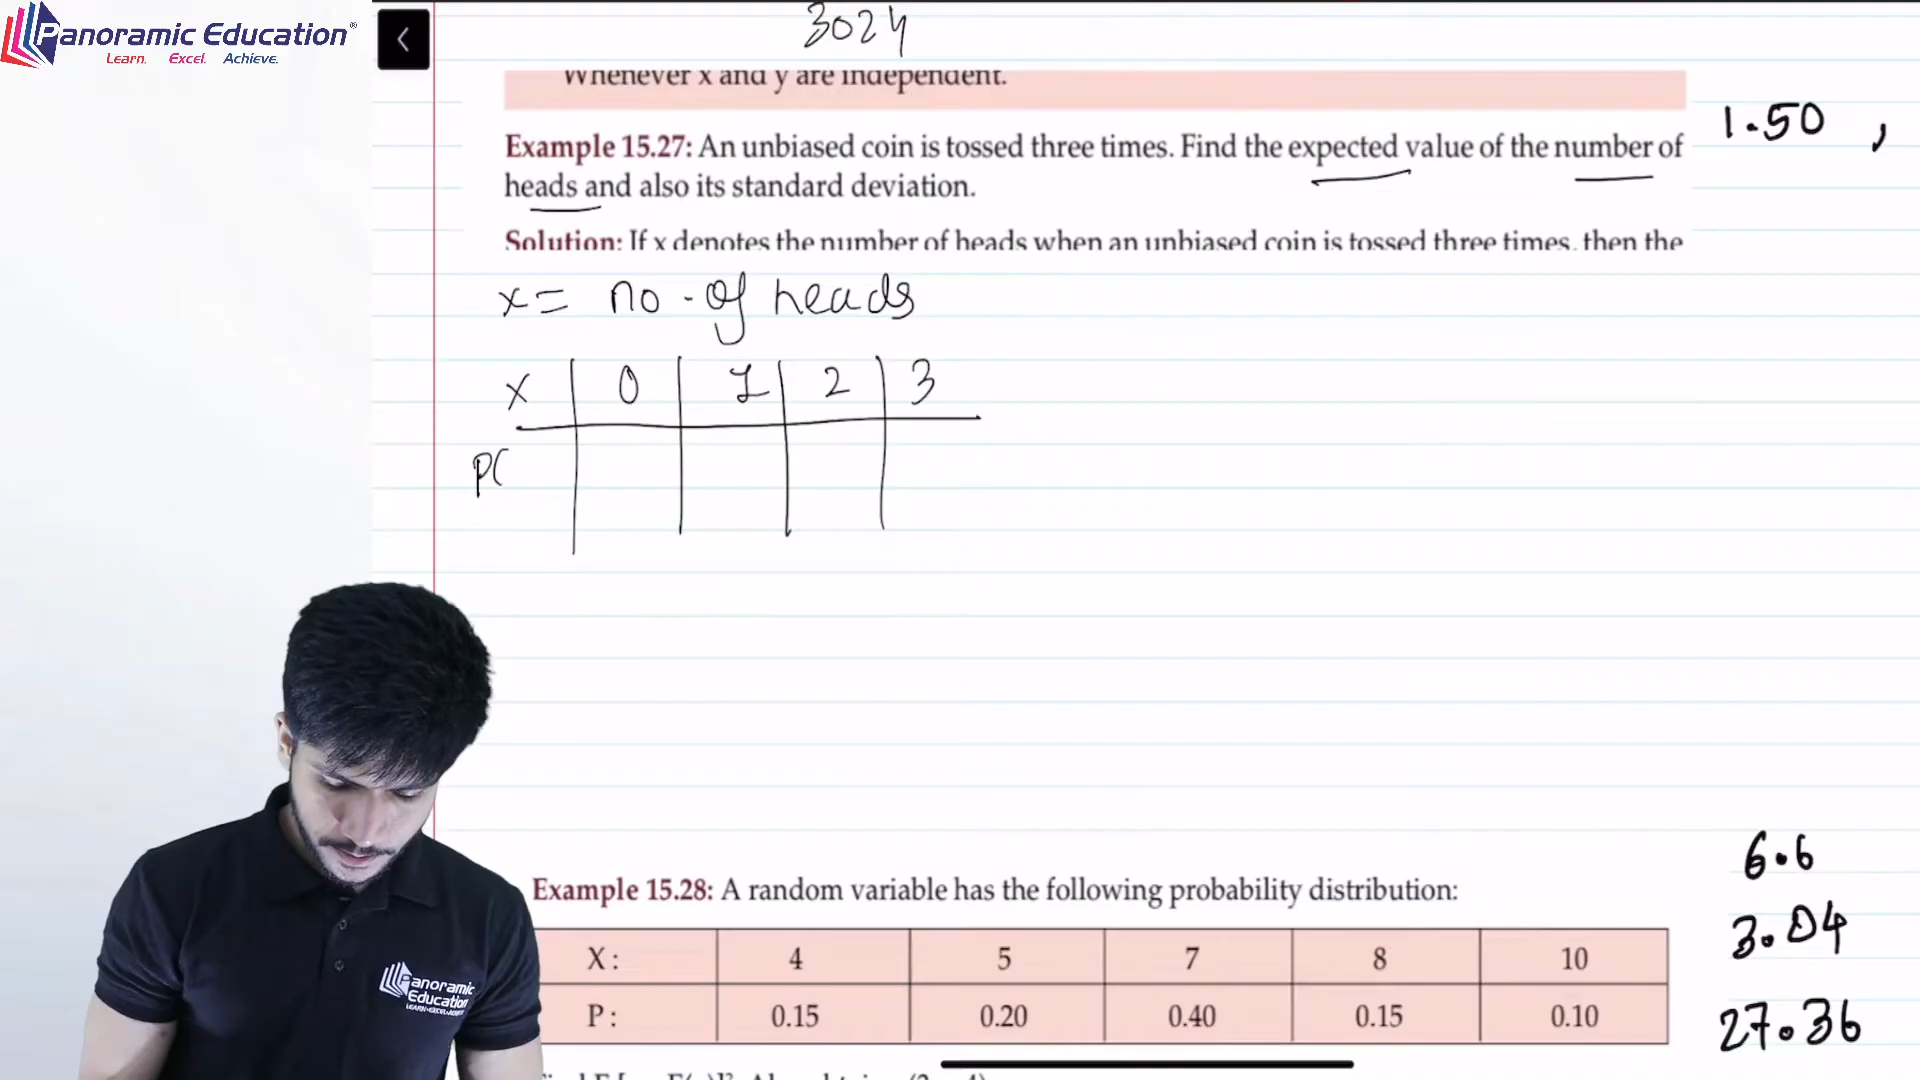 Panoramic Education®
Learn. Excel. Achieve.
3024
Whenever x and y are independent.
Example 15.27: An unbiased coin is tossed three times. Find the expected value of the number of
heads and also its standard deviation.
1.50 ,
Solution: If x denotes the number of heads when an unbiased coin is tossed three times, then the
x = no. of heads
X 0 1 2 3
P(
6.6
Example 15.28: A random variable has the following probability distribution:
3.04
X : 4 5 7 8 10
P : 0.15 0.20 0.40 0.15 0.10
27.36
Panoramic
Education
LEARN•EXCEL•ACHIEVE